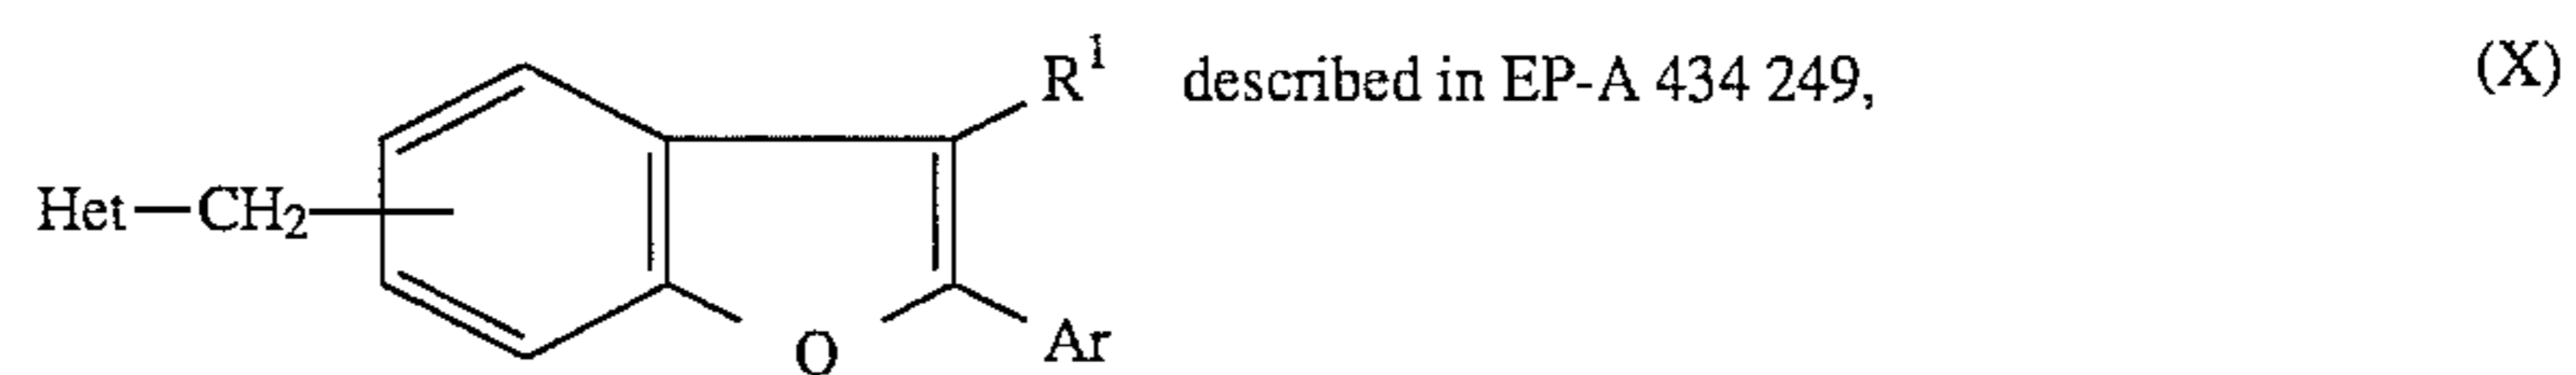 R¹ described in EP-A 434 249, (X)
Het—CH₂
O Ar